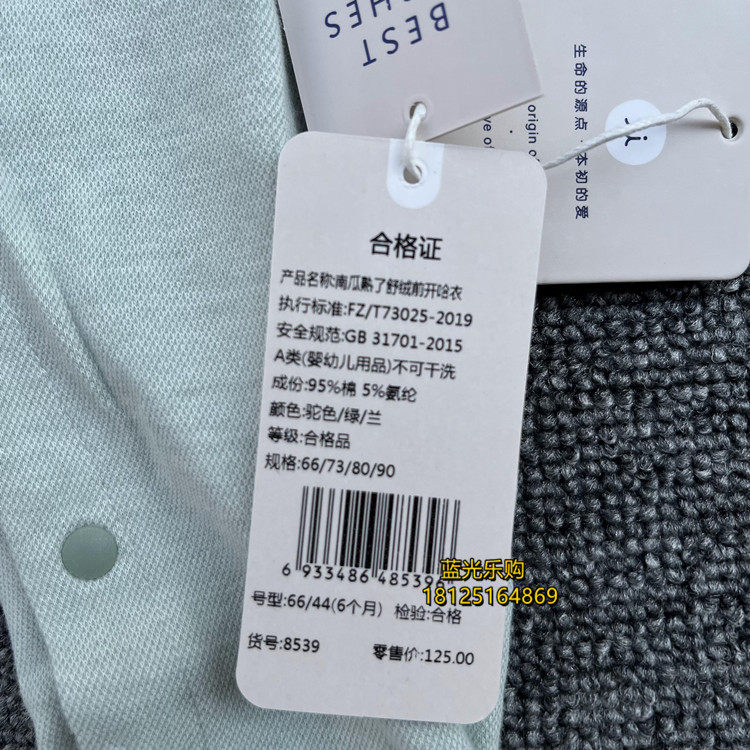 BEST
WISHES
生命的源点·本初的爱
origin of
ve of
合格证
产品名称:南瓜熟了舒绒前开哈衣
执行标准:FZ/T73025-2019
安全规范:GB 31701-2015
A类(婴幼儿用品)不可干洗
成份:95%棉 5%氨纶
颜色:驼色/绿/兰
等级:合格品
规格:66/73/80/90
6 933486 485396
蓝光乐购
18125164869
号型:66/44(6个月) 检验:合格
货号:8539 零售价:125.00